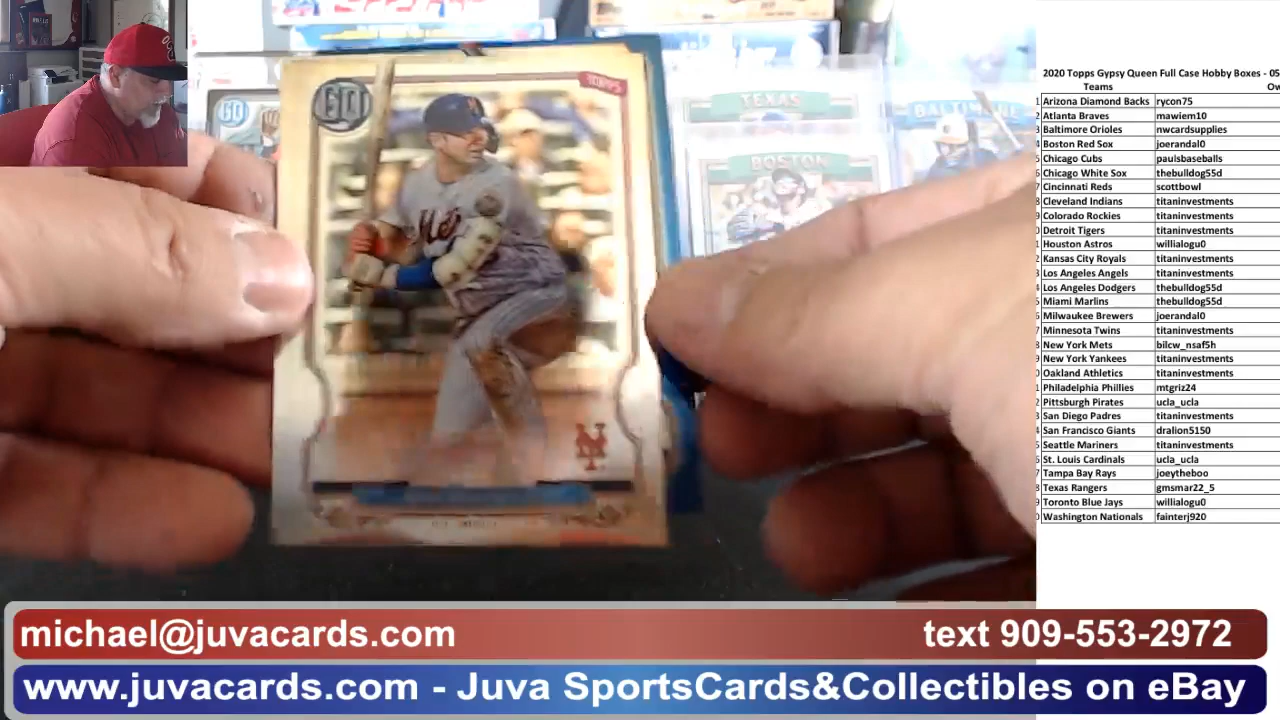 2020 Topps Gypsy Queen Full Case Hobby Boxes - 05
Teams Ow
Arizona Diamond Backs rycon75
Atlanta Braves mawiem10
Baltimore Orioles nwcardsupplies
Boston Red Sox joerandal0
Chicago Cubs paulsbaseballs
Chicago White Sox thebulldog55d
Cincinnati Reds scottbowl
Cleveland Indians titaninvestments
Colorado Rockies titaninvestments
Detroit Tigers titaninvestments
Houston Astros willialogu0
Kansas City Royals titaninvestments
Los Angeles Angels titaninvestments
Los Angeles Dodgers thebulldog55d
Miami Marlins thebulldog55d
Milwaukee Brewers joerandal0
Minnesota Twins titaninvestments
New York Mets bilcw_nsaf5h
New York Yankees titaninvestments
Oakland Athletics titaninvestments
Philadelphia Phillies mtgriz24
Pittsburgh Pirates ucla_ucla
San Diego Padres titaninvestments
San Francisco Giants dralion5150
Seattle Mariners titaninvestments
St. Louis Cardinals ucla_ucla
Tampa Bay Rays joeytheboo
Texas Rangers gmsmar22_5
Toronto Blue Jays willialogu0
Washington Nationals fainterj920
GQ
TOPPS
Mets
GQ
TEXAS
BOSTON
BALTIMORE
michael@juvacards.com text 909-553-2972
www.juvacards.com - Juva SportsCards&Collectibles on eBay